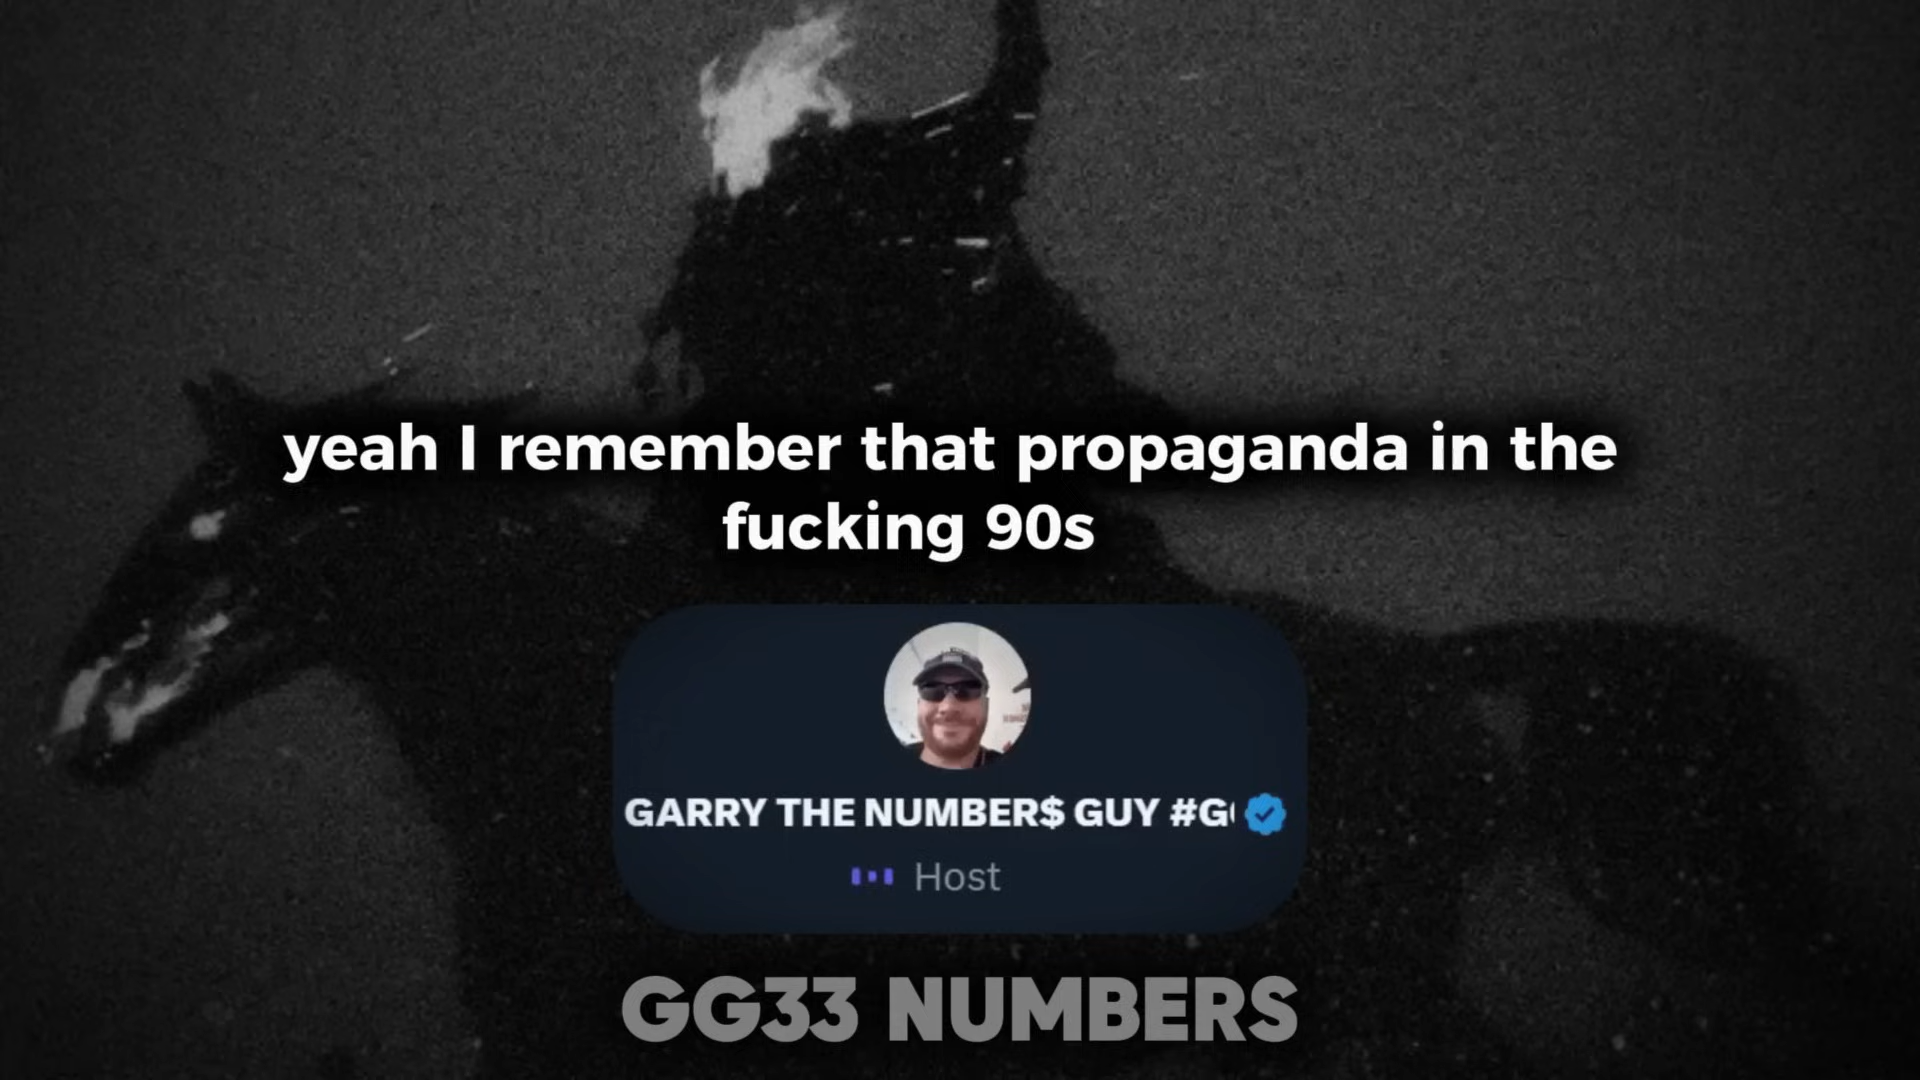 yeah I remember that propaganda in the
fucking 90s
GARRY THE NUMBER$ GUY #G
Host
GG33 NUMBERS